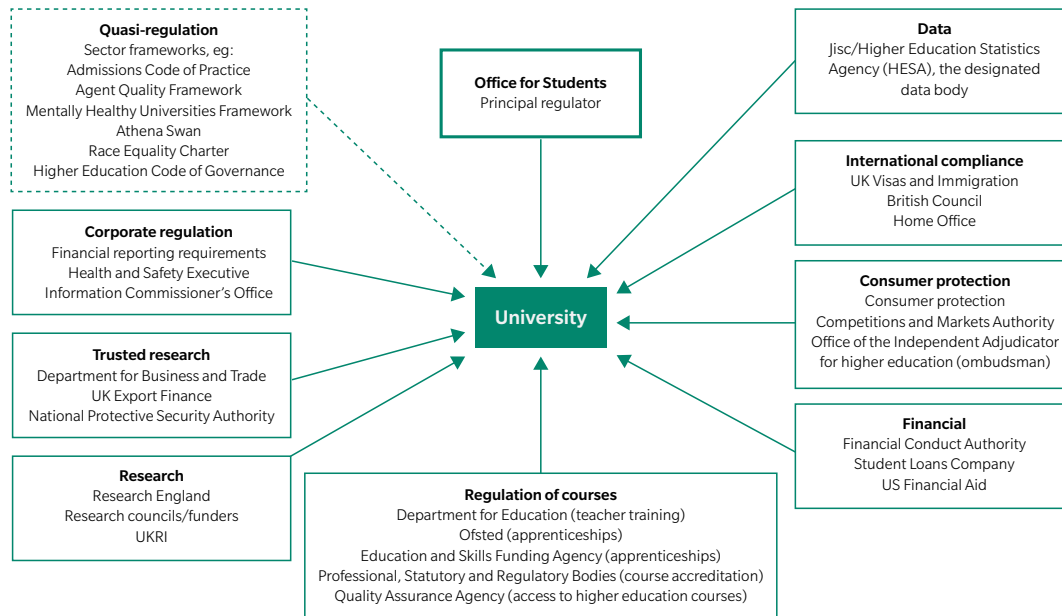 Quasi-regulation
Sector frameworks, eg:
Admissions Code of Practice
Agent Quality Framework
Mentally Healthy Universities Framework
Athena Swan
Race Equality Charter
Higher Education Code of Governance
Office for Students
Principal regulator
Data
Jisc/Higher Education Statistics
Agency (HESA), the designated
data body
International compliance
UK Visas and Immigration
British Council
Home Office
Corporate regulation
Financial reporting requirements
Health and Safety Executive
Information Commissioner's Office
University
Consumer protection
Consumer protection
Competitions and Markets Authority
Office of the Independent Adjudicator
for higher education (ombudsman)
Trusted research
Department for Business and Trade
UK Export Finance
National Protective Security Authority
Financial
Financial Conduct Authority
Student Loans Company
US Financial Aid
Research
Research England
Research councils/funders
UKRI
Regulation of courses
Department for Education (teacher training)
Ofsted (apprenticeships)
Education and Skills Funding Agency (apprenticeships)
Professional, Statutory and Regulatory Bodies (course accreditation)
Quality Assurance Agency (access to higher education courses)